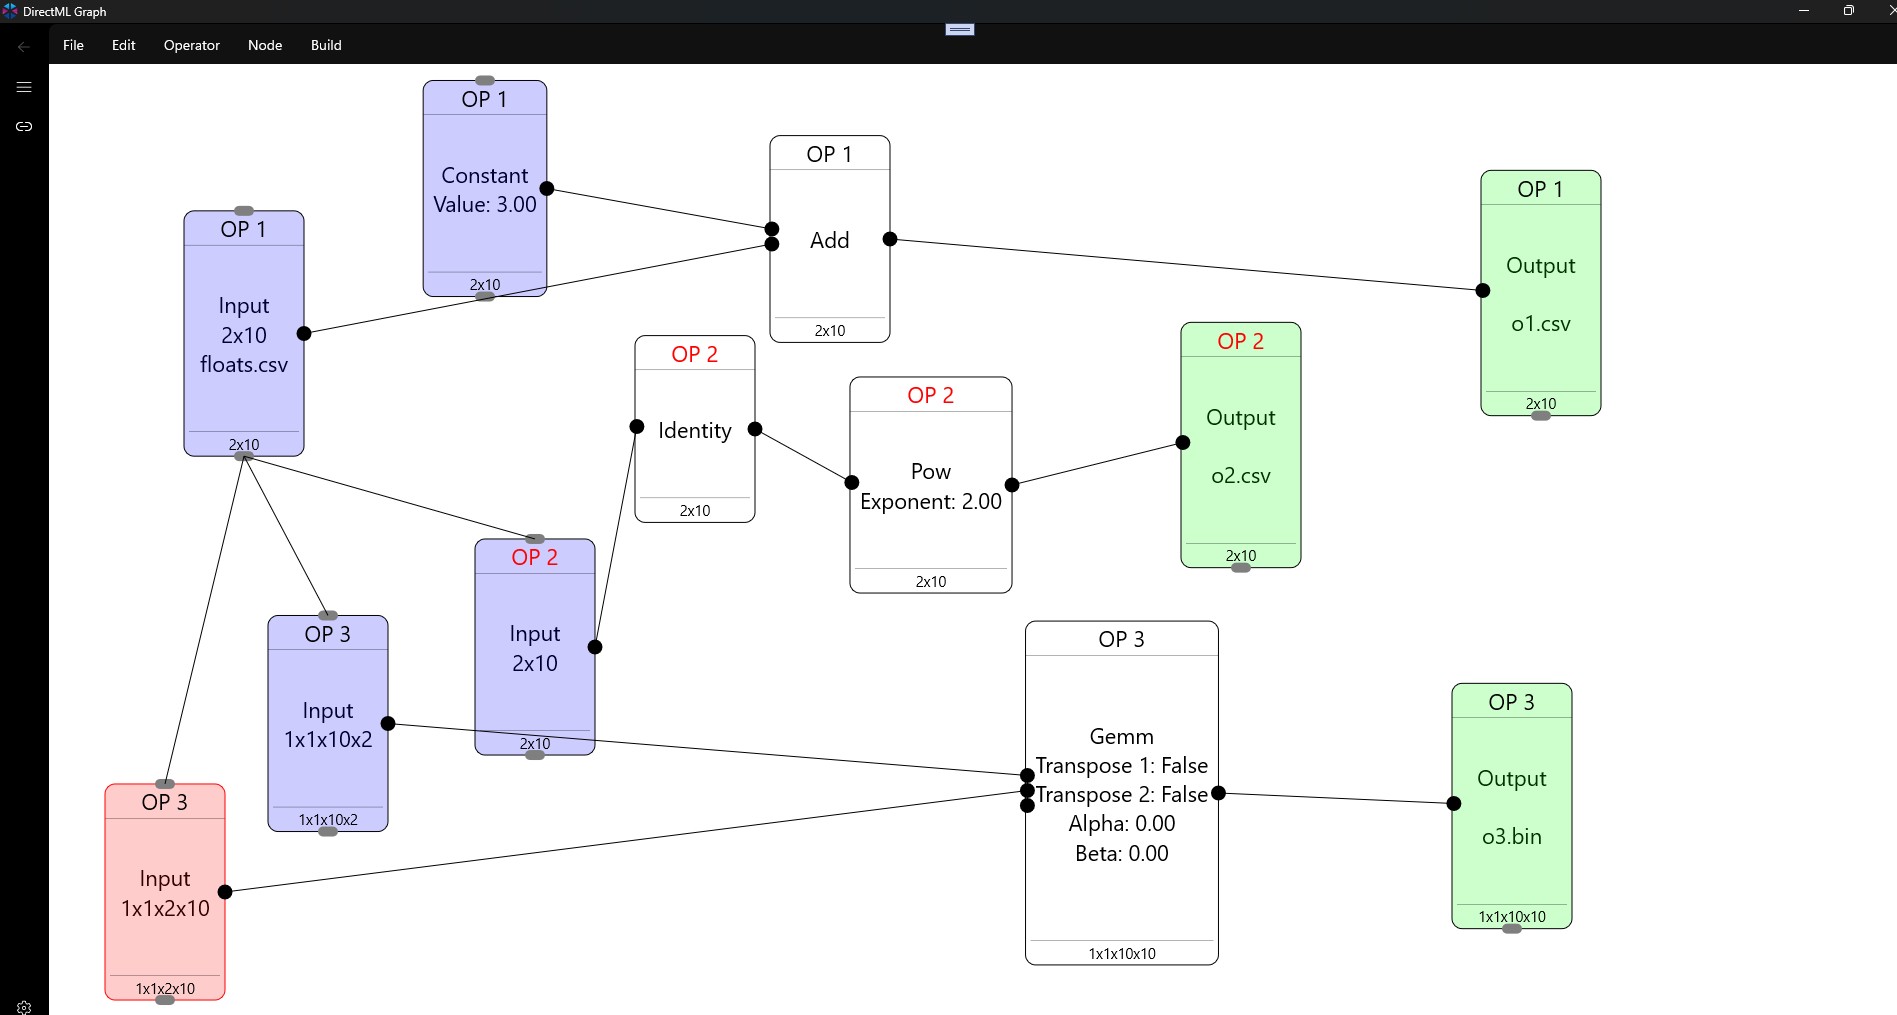 DirectML Graph
File Edit Operator Node Build
OP 1
Constant
Value: 3.00
2x10
OP 1
Add
2x10
OP 1
Output
o1.csv
2x10
OP 1
Input
2x10
floats.csv
2x10
OP 2
Identity
2x10
OP 2
Pow
Exponent: 2.00
2x10
OP 2
Output
o2.csv
2x10
OP 2
Input
2x10
2x10
OP 3
Input
1x1x10x2
1x1x10x2
OP 3
Gemm
Transpose 1: False
Transpose 2: False
Alpha: 0.00
Beta: 0.00
1x1x10x10
OP 3
Output
o3.bin
1x1x10x10
OP 3
Input
1x1x2x10
1x1x2x10